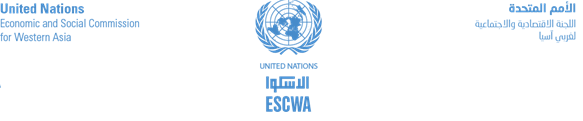 United Nations
Economic and Social Commission
for Western Asia
UNITED NATIONS
الاسكوا
ESCWA
الأمم المتحدة
اللجنة الاقتصادية والاجتماعية
لغربي آسيا